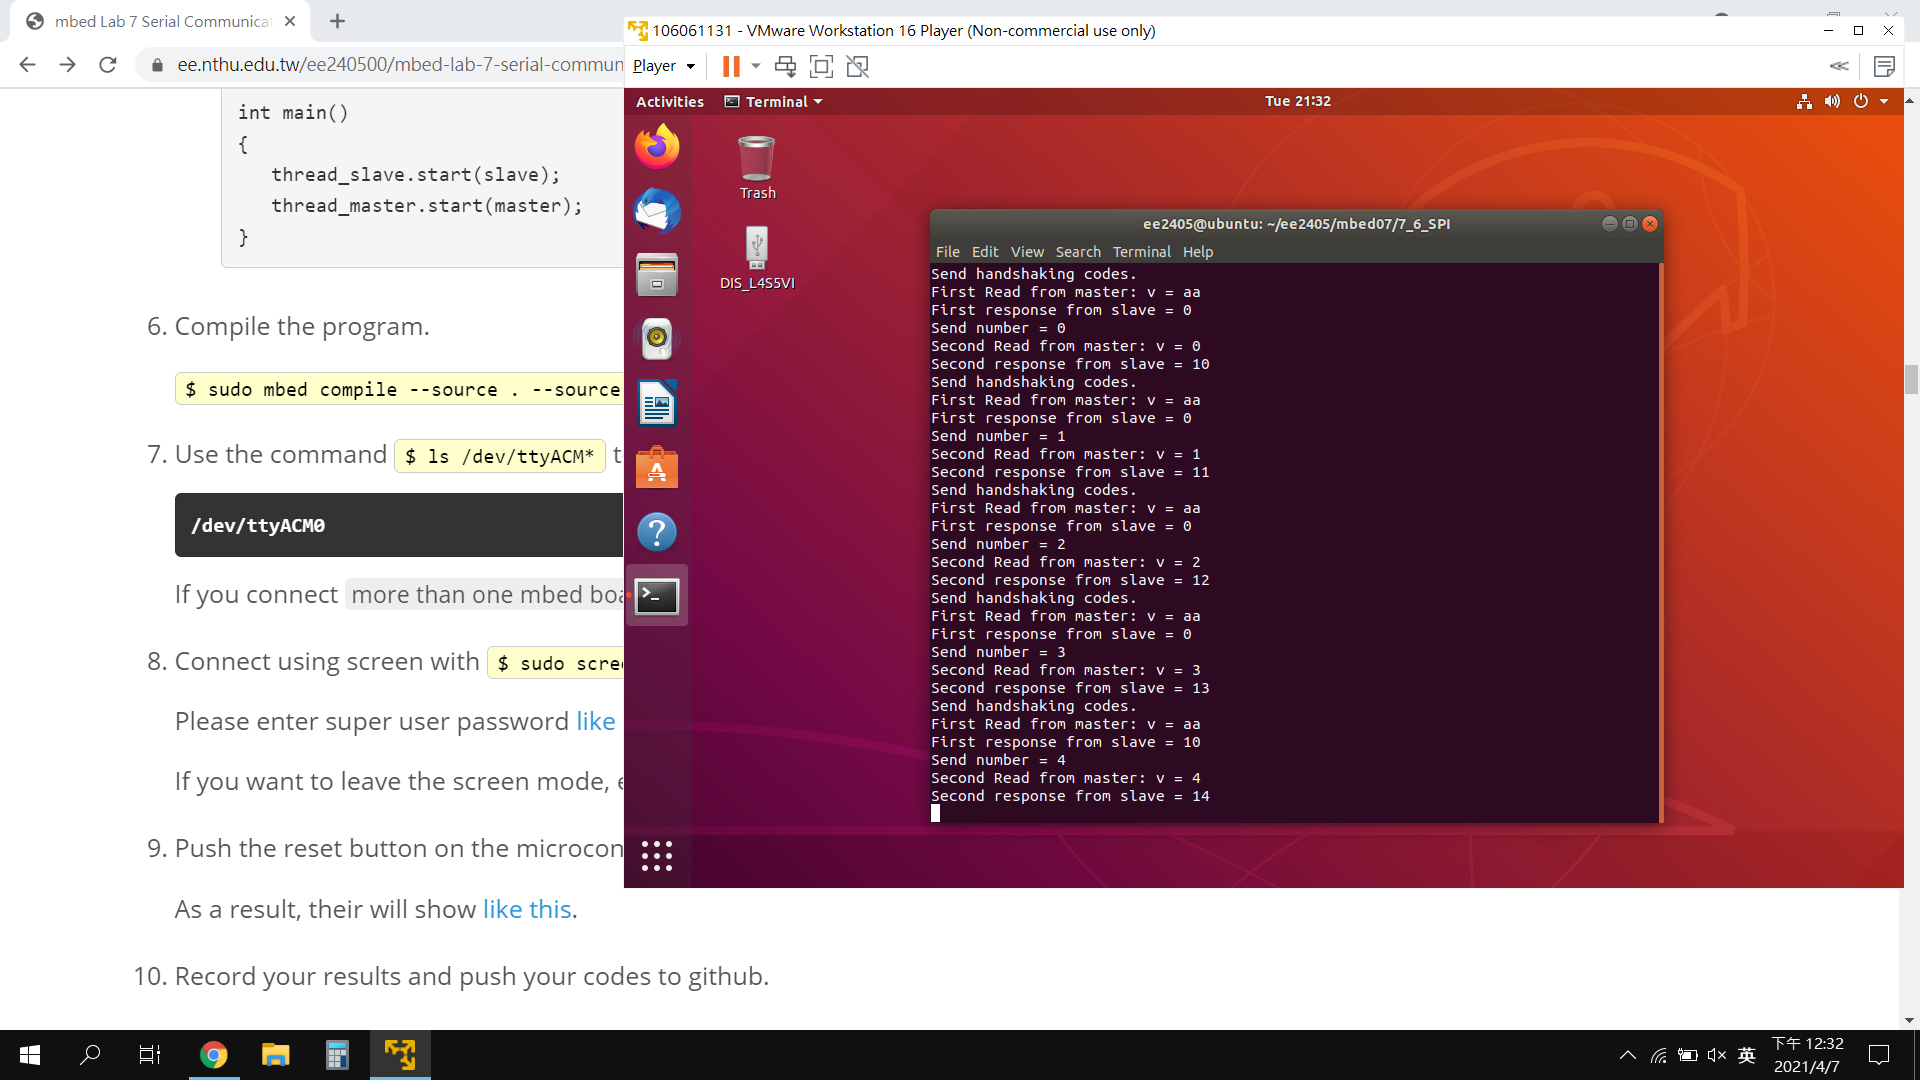 mbed Lab 7 Serial Communica
ee.nthu.edu.tw/ee240500/mbed-lab-7-serial-commun
int main()
{
thread_slave.start(slave);
thread_master.start(master);
}
6. Compile the program.
$ sudo mbed compile --source . --source
7. Use the command $ ls /dev/ttyACM* t
/dev/ttyACM0
If you connect more than one mbed boa
8. Connect using screen with $ sudo scree
Please enter super user password like
If you want to leave the screen mode, e
9. Push the reset button on the microcon
As a result, their will show like this.
10. Record your results and push your codes to github.
106061131 - VMware Workstation 16 Player (Non-commercial use only)
Player
Activities
Terminal
Tue 21:32
Trash
DIS_L4S5VI
ee2405@ubuntu: ~/ee2405/mbed07/7_6_SPI
File Edit View Search Terminal Help
Send handshaking codes.
First Read from master: v = aa
First response from slave = 0
Send number = 0
Second Read from master: v = 0
Second response from slave = 10
Send handshaking codes.
First Read from master: v = aa
First response from slave = 0
Send number = 1
Second Read from master: v = 1
Second response from slave = 11
Send handshaking codes.
First Read from master: v = aa
First response from slave = 0
Send number = 2
Second Read from master: v = 2
Second response from slave = 12
Send handshaking codes.
First Read from master: v = aa
First response from slave = 0
Send number = 3
Second Read from master: v = 3
Second response from slave = 13
Send handshaking codes.
First Read from master: v = aa
First response from slave = 10
Send number = 4
Second Read from master: v = 4
Second response from slave = 14
英
下午 12:32
2021/4/7